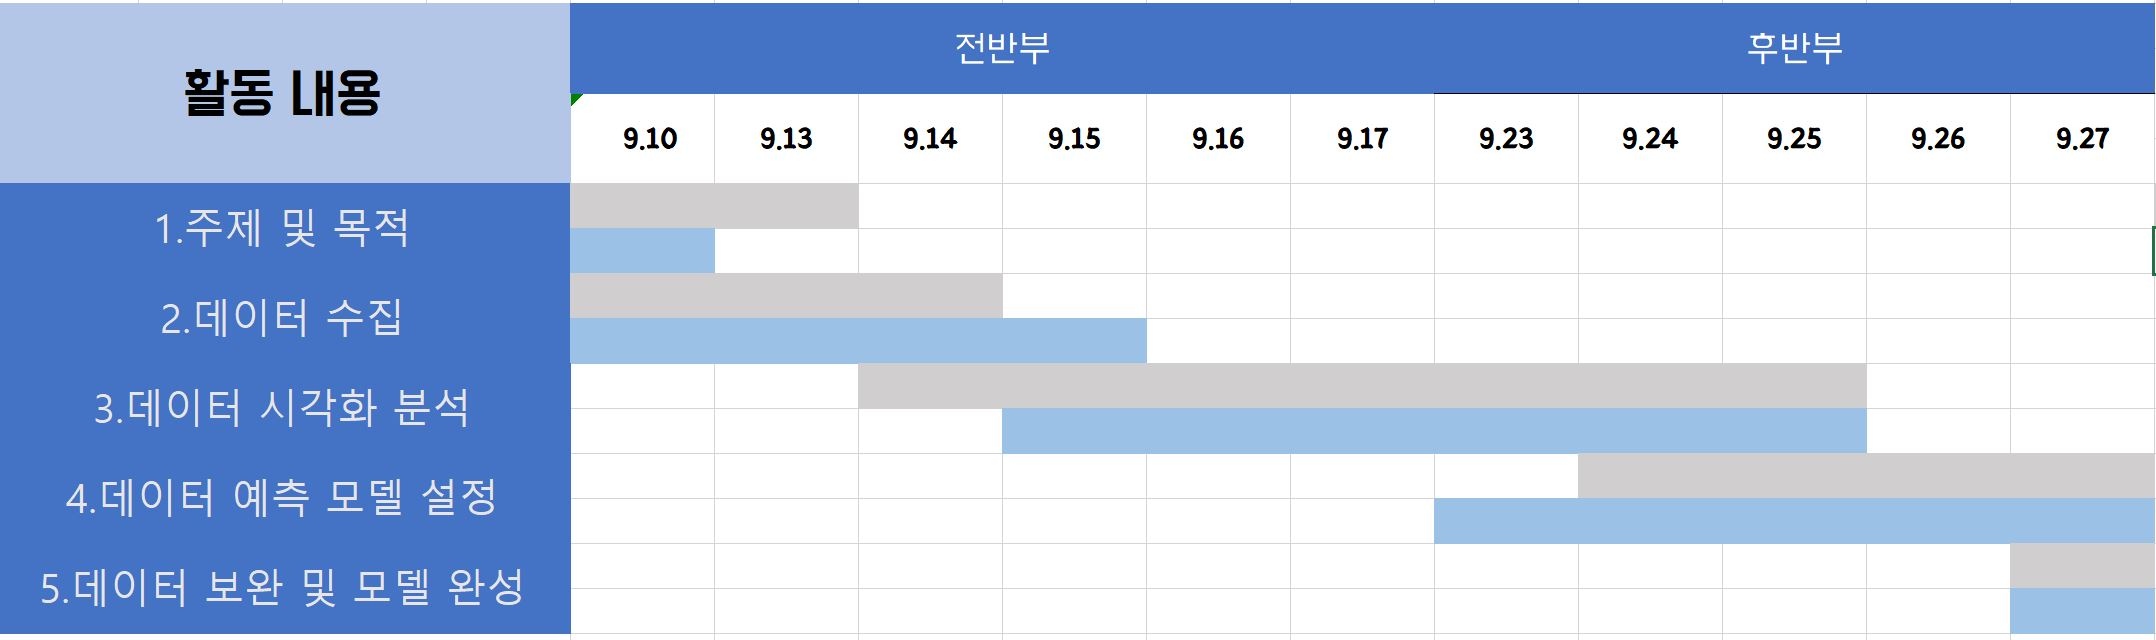 활동 내용
전반부
후반부
9.10 9.13 9.14 9.15 9.16 9.17 9.23 9.24 9.25 9.26 9.27
1.주제 및 목적
2.데이터 수집
3.데이터 시각화 분석
4.데이터 예측 모델 설정
5.데이터 보완 및 모델 완성